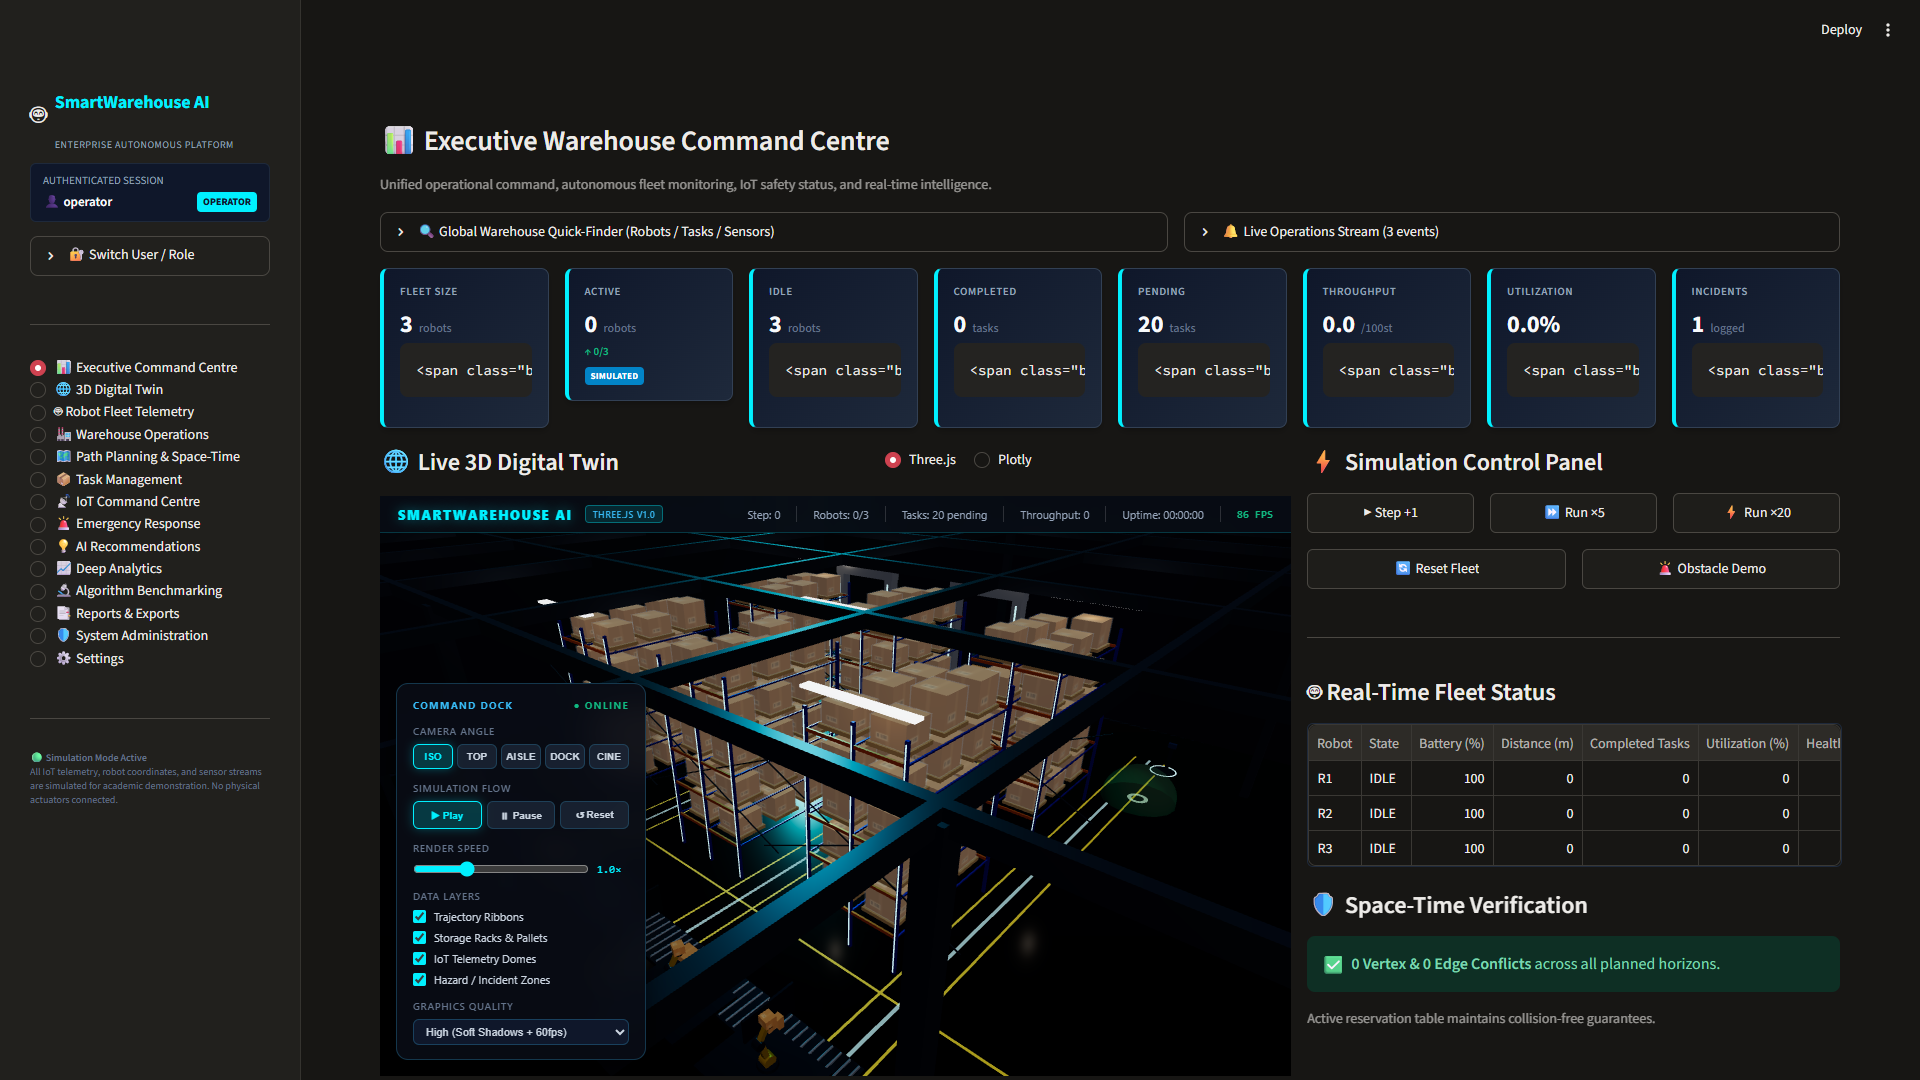 Deploy
SmartWarehouse AI
ENTERPRISE AUTONOMOUS PLATFORM
AUTHENTICATED SESSION
operator
OPERATOR
Switch User / Role
Executive Command Centre
3D Digital Twin
Robot Fleet Telemetry
Warehouse Operations
Path Planning & Space-Time
Task Management
IoT Command Centre
Emergency Response
AI Recommendations
Deep Analytics
Algorithm Benchmarking
Reports & Exports
System Administration
Settings
Simulation Mode Active
All IoT telemetry, robot coordinates, and sensor streams
are simulated for academic demonstration. No physical
actuators connected.
Executive Warehouse Command Centre
Unified operational command, autonomous fleet monitoring, IoT safety status, and real-time intelligence.
Global Warehouse Quick-Finder (Robots / Tasks / Sensors)
Live Operations Stream (3 events)
FLEET SIZE
3 robots
<span class="b
ACTIVE
0 robots
↑ 0/3
SIMULATED
IDLE
3 robots
<span class="b
COMPLETED
0 tasks
<span class="b
PENDING
20 tasks
<span class="b
THROUGHPUT
0.0 /100st
<span class="b
UTILIZATION
0.0%
<span class="b
INCIDENTS
1 logged
<span class="b
Live 3D Digital Twin
Three.js
Plotly
SMARTWAREHOUSE AI
THREE.JS V1.0
Step: 0
Robots: 0/3
Tasks: 20 pending
Throughput: 0
Uptime: 00:00:00
86 FPS
COMMAND DOCK
● ONLINE
CAMERA ANGLE
ISO TOP AISLE DOCK CINE
SIMULATION FLOW
▶ Play
⏸ Pause
↺ Reset
RENDER SPEED
1.0×
DATA LAYERS
Trajectory Ribbons
Storage Racks & Pallets
IoT Telemetry Domes
Hazard / Incident Zones
GRAPHICS QUALITY
High (Soft Shadows + 60fps)
Simulation Control Panel
▶ Step +1
Run ×5
Run ×20
Reset Fleet
Obstacle Demo
Real-Time Fleet Status
Robot State Battery (%) Distance (m) Completed Tasks Utilization (%) Healtl
R1 IDLE 100 0 0 0
R2 IDLE 100 0 0 0
R3 IDLE 100 0 0 0
Space-Time Verification
0 Vertex & 0 Edge Conflicts across all planned horizons.
Active reservation table maintains collision-free guarantees.